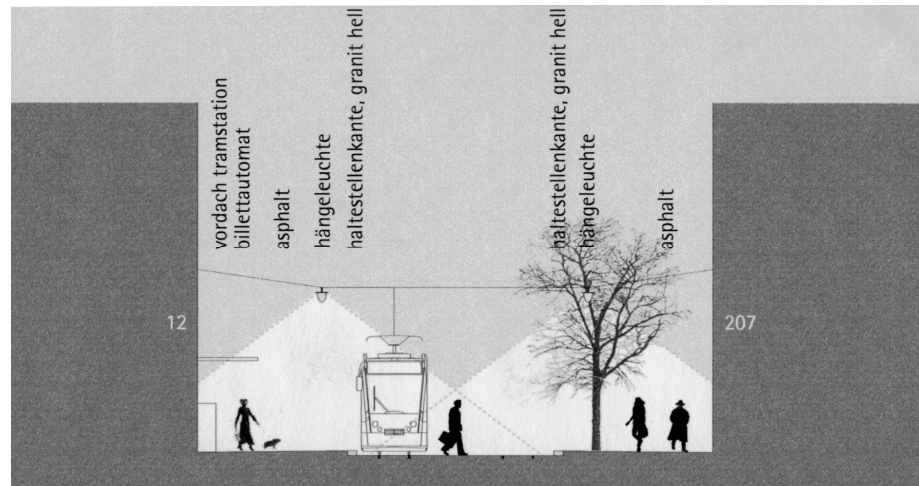 vordach tramstation
billettautomat
asphalt
hängeleuchte
haltestellenkante, granit hell
haltestellenkante, granit hell
hängeleuchte
asphalt
12
207